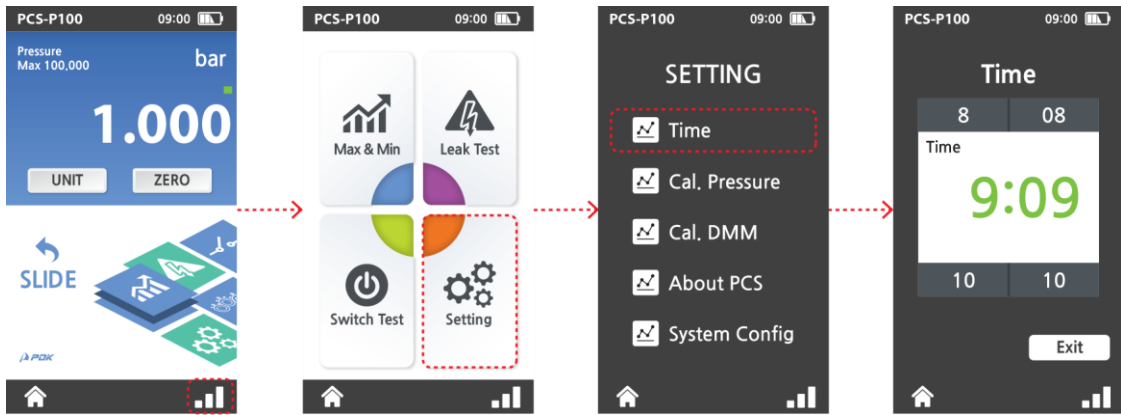 PCS-P100 09:00
Pressure
Max 100,000
bar
1.000
UNIT ZERO
SLIDE
PDK
PCS-P100 09:00
Max & Min Leak Test
Switch Test Setting
PCS-P100 09:00
SETTING
Time
Cal. Pressure
Cal. DMM
About PCS
System Config
PCS-P100 09:00
Time
8 08
Time
9:09
10 10
Exit